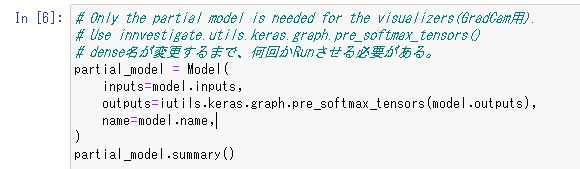 In [6]: # Only the partial model is needed for the visualizers(GradCam用).
# Use innvestigate.utils.keras.graph.pre_softmax_tensors()
# dense名が変更するまで、何回かRunさせる必要がある。
partial_model = Model(
    inputs=model.inputs,
    outputs=iutils.keras.graph.pre_softmax_tensors(model.outputs),
    name=model.name,
)
partial_model.summary()